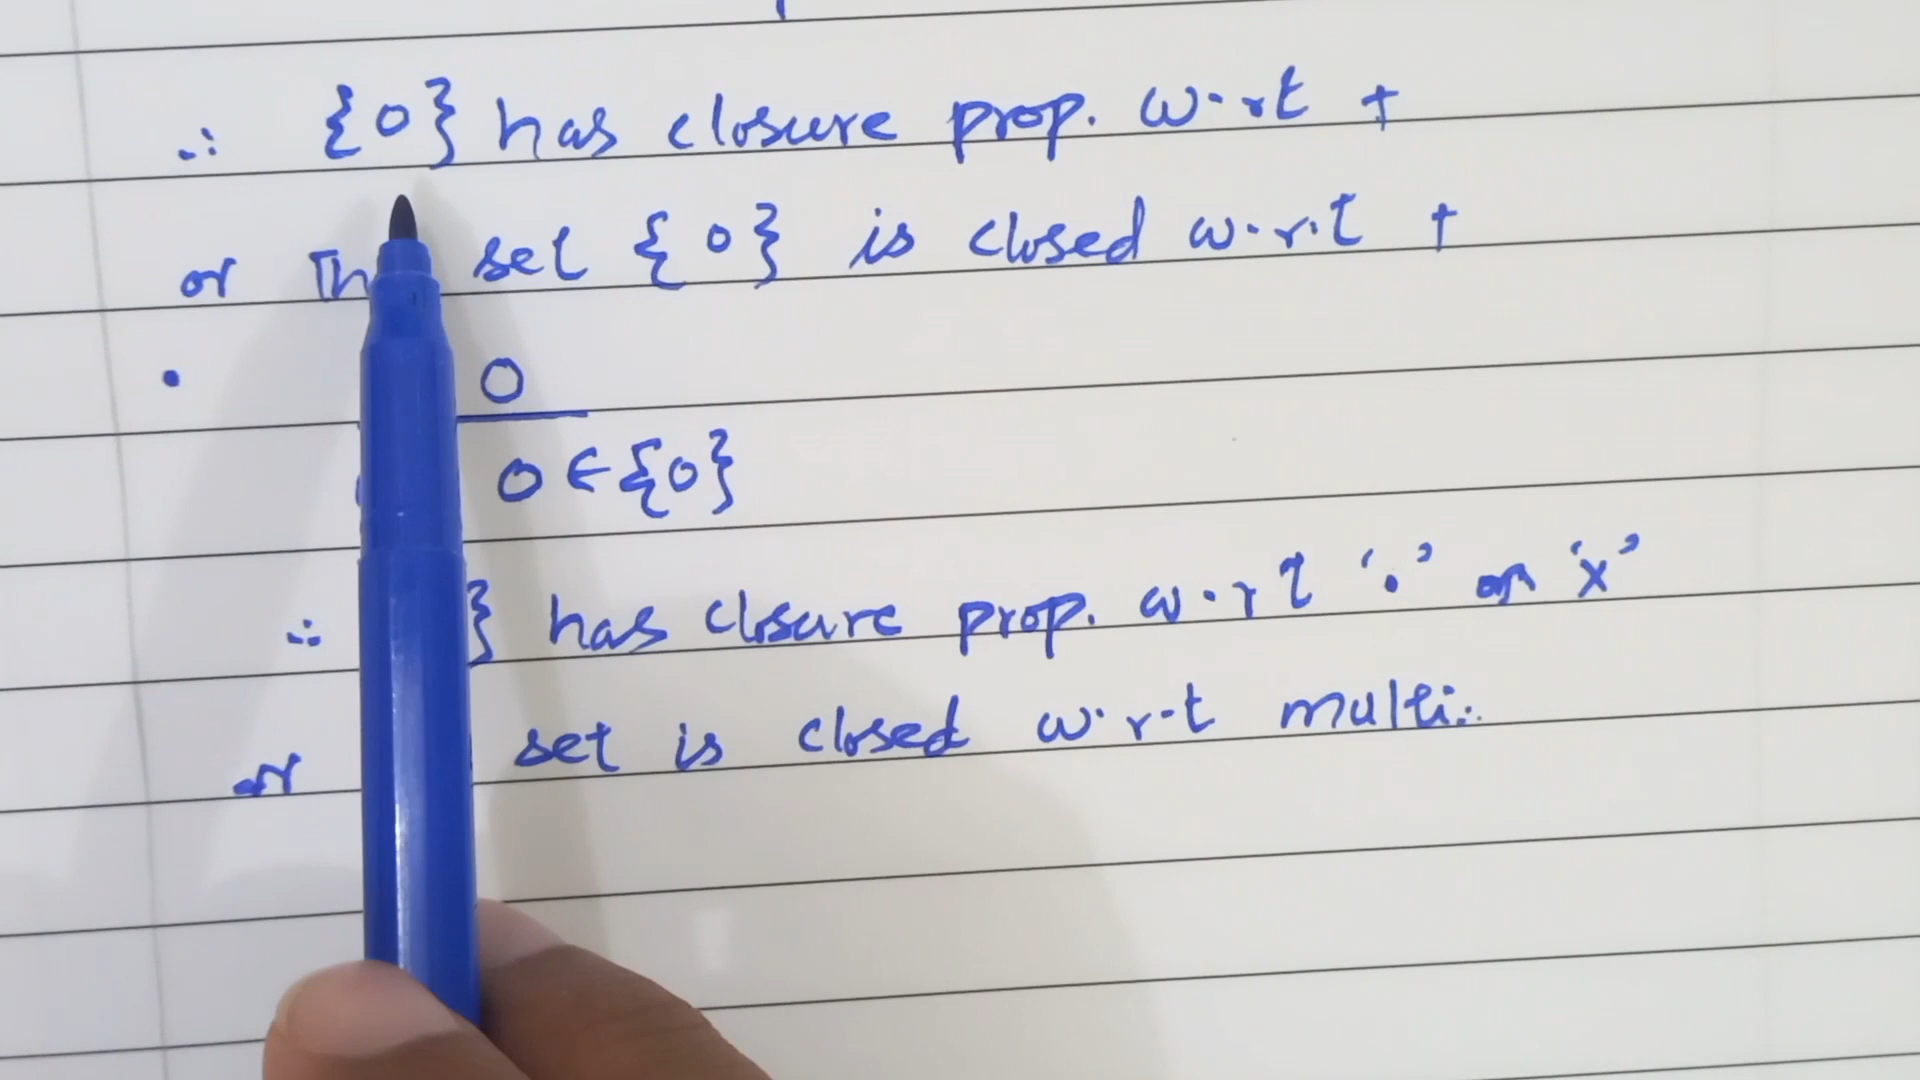 ∴ {0} has closure prop. w.r.t +
or set {0} is closed w.r.t +
• 0
0 ∈ {0}
∴ } has closure prop. w.r.t '.' or 'x'
or set is closed w.r.t multi.